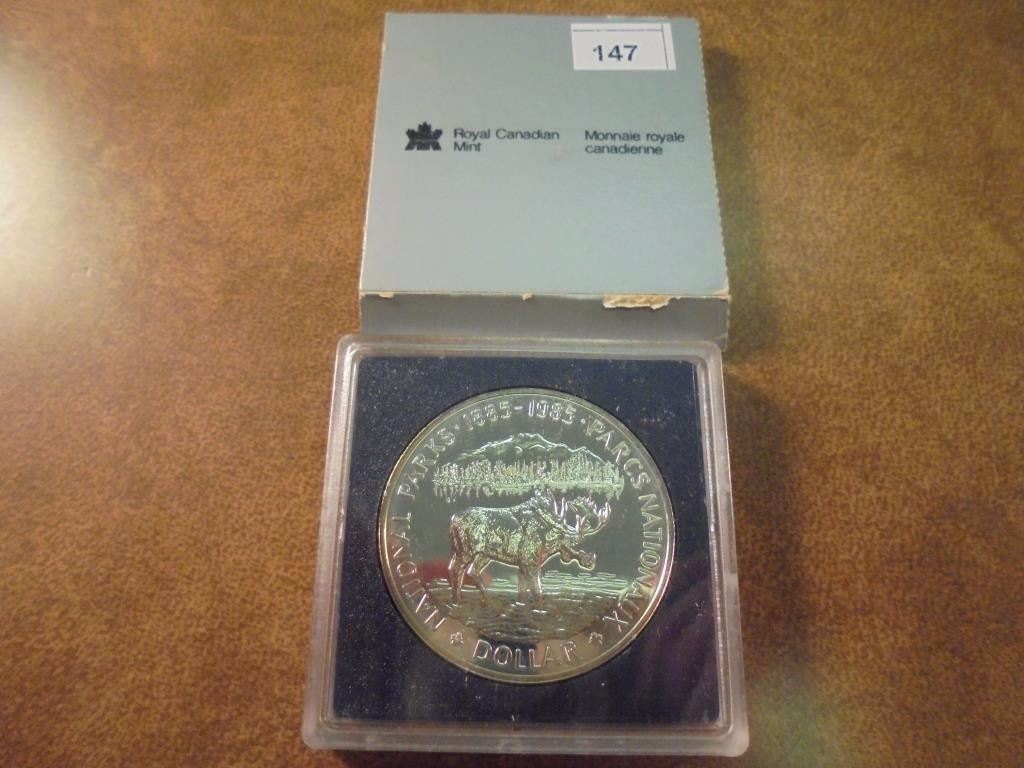 147
Royal Canadian
Mint
Monnaie royale
canadienne
NATIONAL PARKS · 1885-1985 · PARCS NATIONAUX
DOLLAR